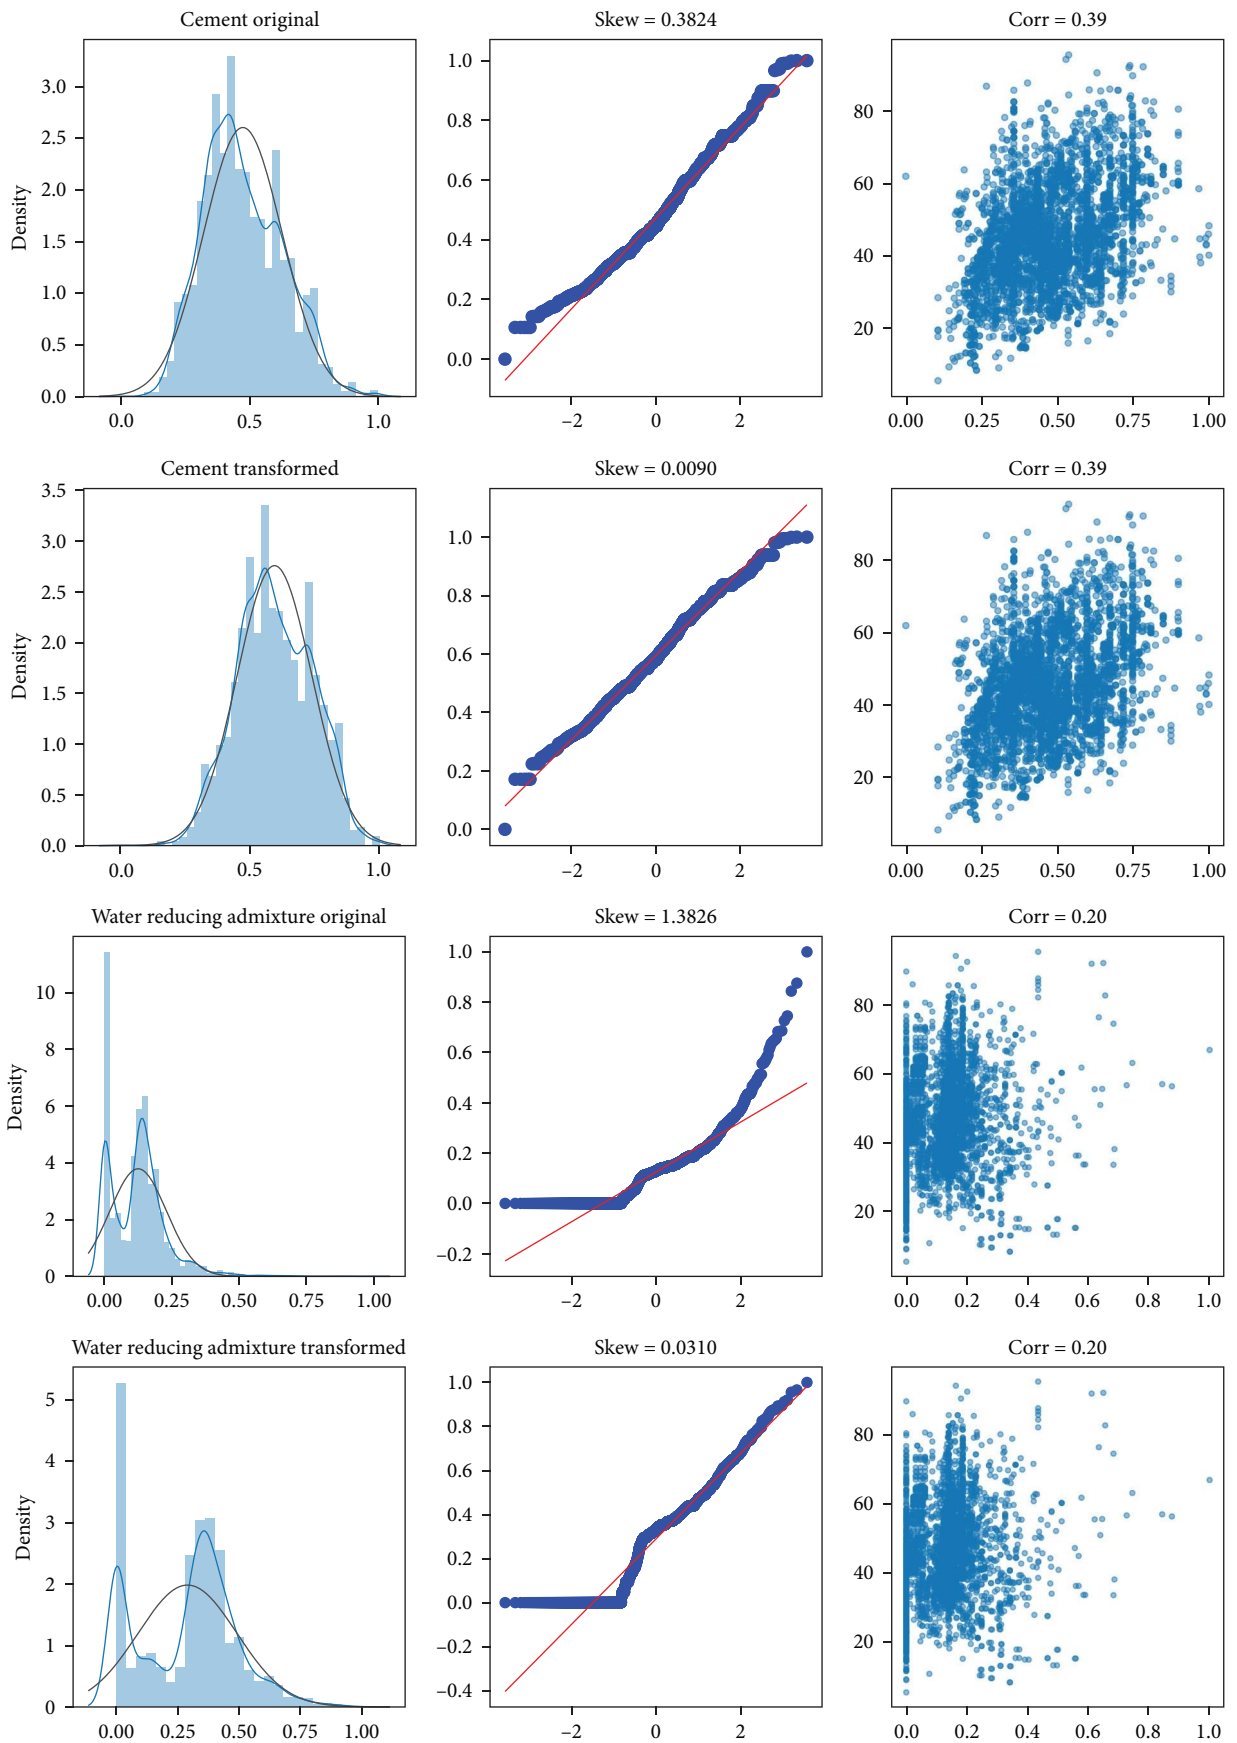 Cement original
Skew = 0.3824
Corr = 0.39
Density
3.0
2.5
2.0
1.5
1.0
0.5
0.0
0.0 0.5 1.0
1.0
0.8
0.6
0.4
0.2
0.0
–2 0 2
80
60
40
20
0.00 0.25 0.50 0.75 1.00
Cement transformed
Skew = 0.0090
Corr = 0.39
Density
3.5
3.0
2.5
2.0
1.5
1.0
0.5
0.0
0.0 0.5 1.0
1.0
0.8
0.6
0.4
0.2
0.0
–2 0 2
80
60
40
20
0.00 0.25 0.50 0.75 1.00
Water reducing admixture original
Skew = 1.3826
Corr = 0.20
Density
10
8
6
4
2
0
0.00 0.25 0.50 0.75 1.00
1.0
0.8
0.6
0.4
0.2
0.0
–0.2
–2 0 2
80
60
40
20
0.0 0.2 0.4 0.6 0.8 1.0
Water reducing admixture transformed
Skew = 0.0310
Corr = 0.20
Density
5
4
3
2
1
0
0.00 0.25 0.50 0.75 1.00
1.0
0.8
0.6
0.4
0.2
0.0
–0.2
–0.4
–2 0 2
80
60
40
20
0.0 0.2 0.4 0.6 0.8 1.0